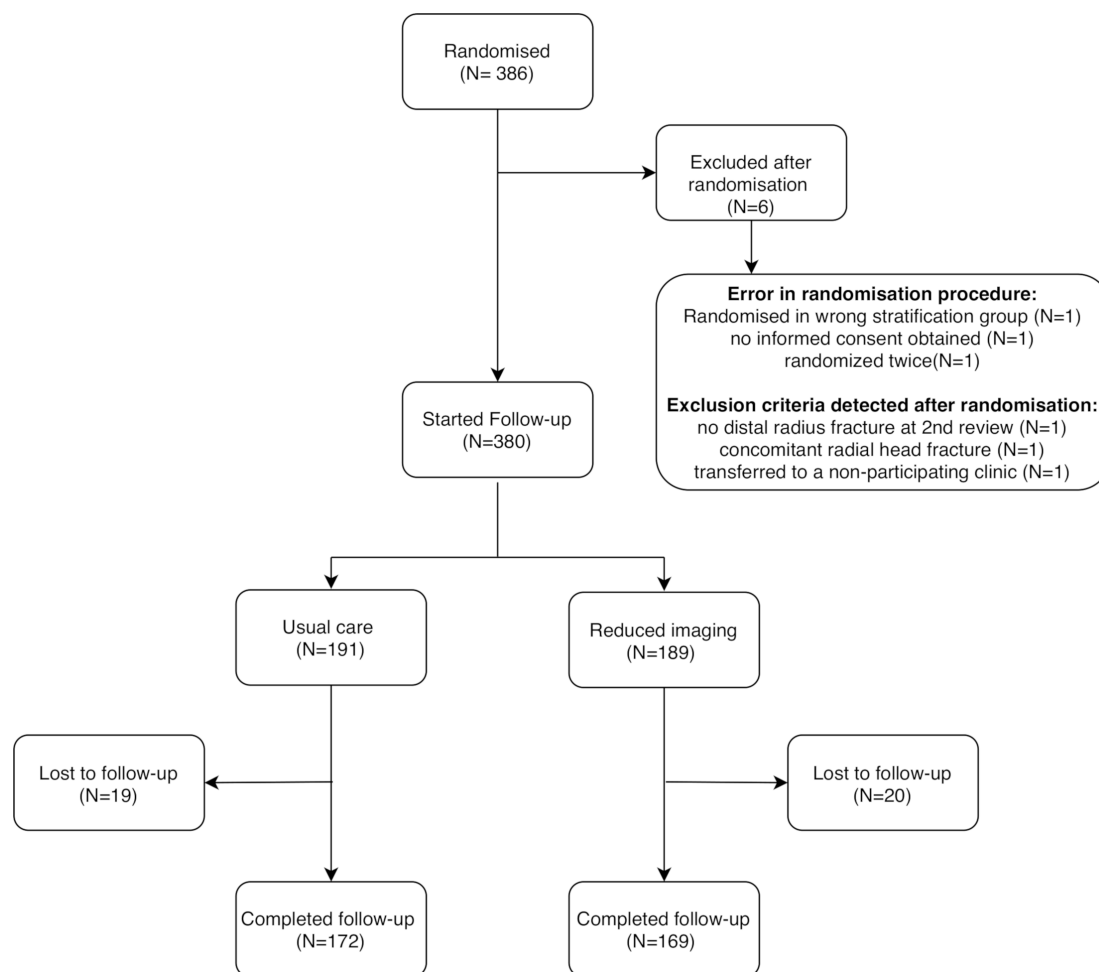 Randomised
(N= 386)
Excluded after
randomisation
(N=6)
Error in randomisation procedure:
Randomised in wrong stratification group (N=1)
no informed consent obtained (N=1)
randomized twice(N=1)
Exclusion criteria detected after randomisation:
no distal radius fracture at 2nd review (N=1)
concomitant radial head fracture (N=1)
transferred to a non-participating clinic (N=1)
Started Follow-up
(N=380)
Usual care
(N=191)
Reduced imaging
(N=189)
Lost to follow-up
(N=19)
Lost to follow-up
(N=20)
Completed follow-up
(N=172)
Completed follow-up
(N=169)